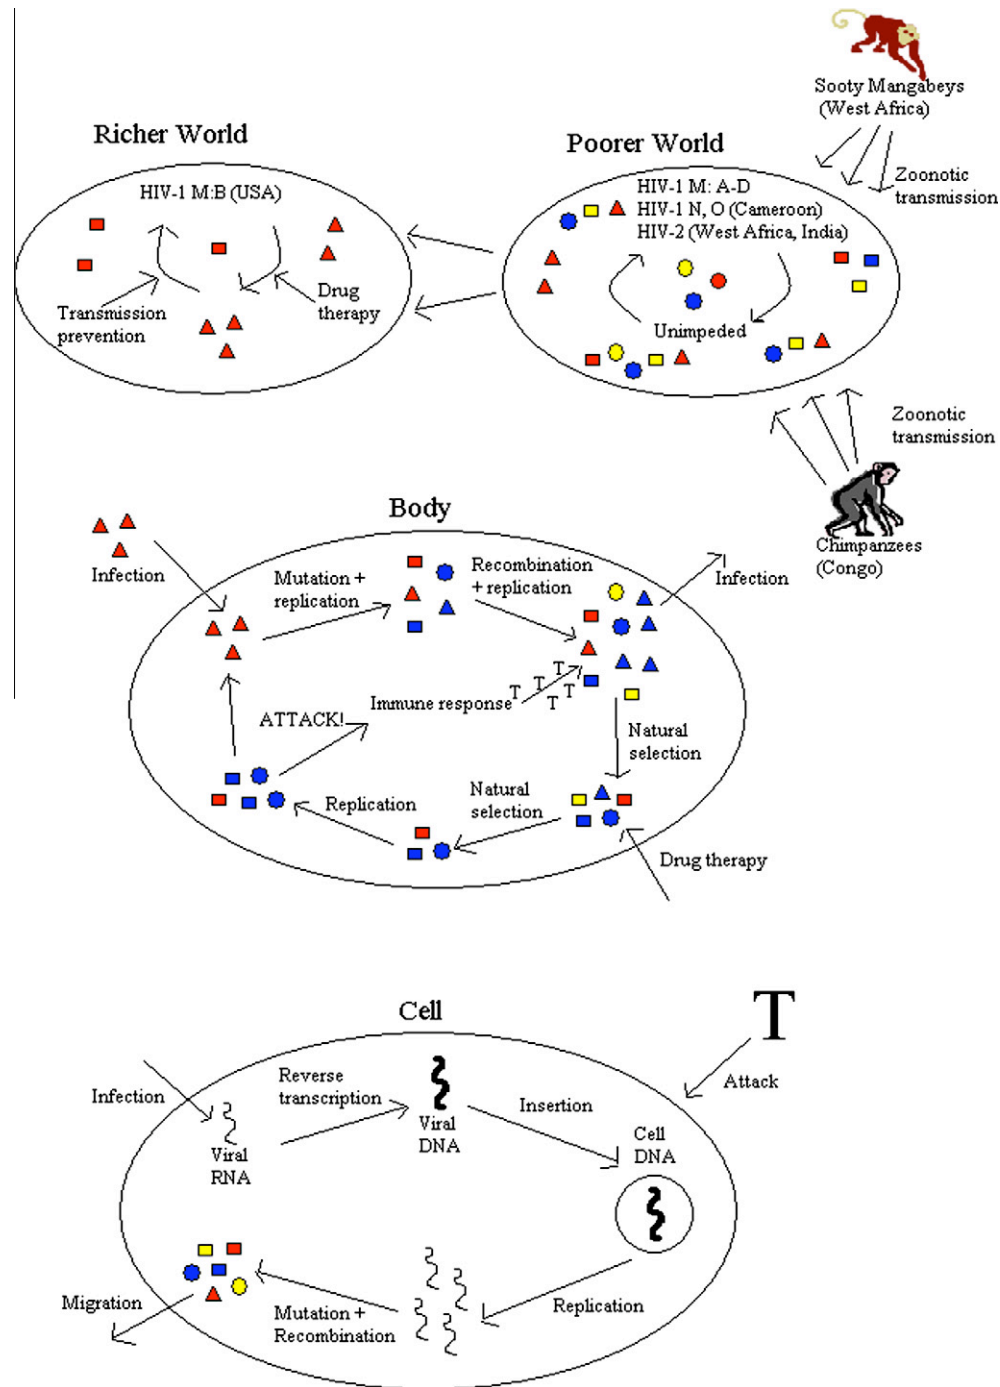 Sooty Mangabeys
(West Africa)
Richer World
Poorer World
Zoonotic
transmission
HIV-1 M:B (USA)
HIV-1 M: A-D
HIV-1 N, O (Cameroon)
HIV-2 (West Africa, India)
Transmission
prevention
Drug
therapy
Unimpeded
Zoonotic
transmission
Chimpanzees
(Congo)
Body
Infection
Mutation +
replication
Recombination
+ replication
Infection
T
T
T
T
T
Immune response
ATTACK!
Natural
selection
Natural
selection
Replication
Drug therapy
Cell
T
Attack
Infection
Reverse
transcription
Viral
RNA
Viral
DNA
Insertion
Cell
DNA
Replication
Mutation +
Recombination
Migration